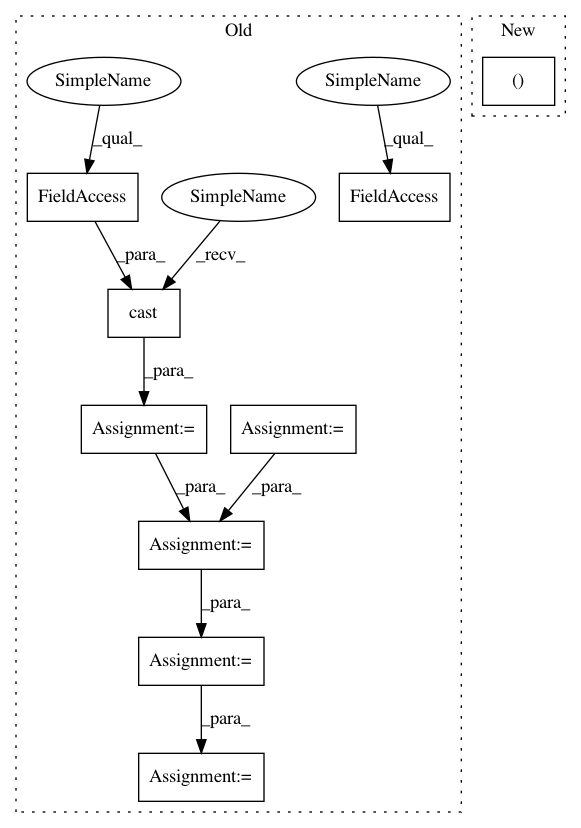 Old
New
SimpleName
SimpleName
()
_qual_
_qual_
FieldAccess
SimpleName
FieldAccess
_para_
_recv_
cast
_para_
Assignment:=
Assignment:=
_para_
_para_
Assignment:=
_para_
Assignment:=
_para_
Assignment:=